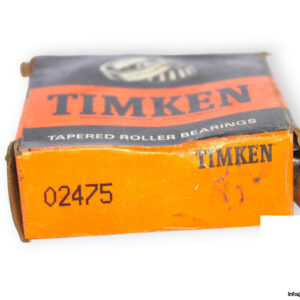 TIMKEN
TAPERED ROLLER BEARINGS
TIMKEN
02475